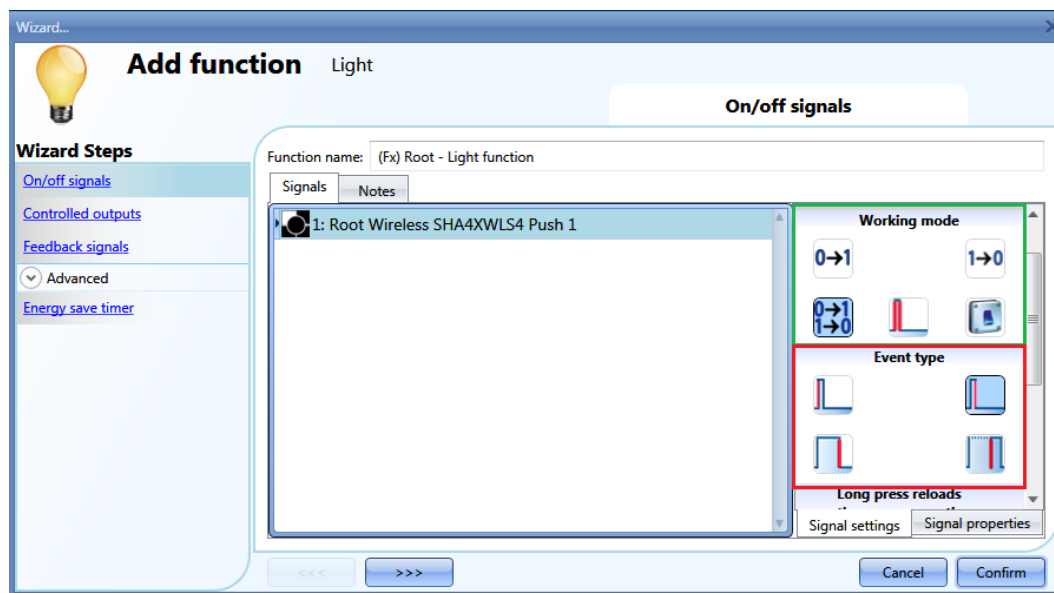 Wizard...
Add function Light
On/off signals
Wizard Steps
On/off signals
Controlled outputs
Feedback signals
Advanced
Energy save timer
Function name: (Fx) Root - Light function
Signals Notes
1: Root Wireless SHA4XWLS4 Push 1
Working mode
0→1 1→0
0→1
1→0
Event type
Long press reloads
Signal settings Signal properties
<<< >>> Cancel Confirm